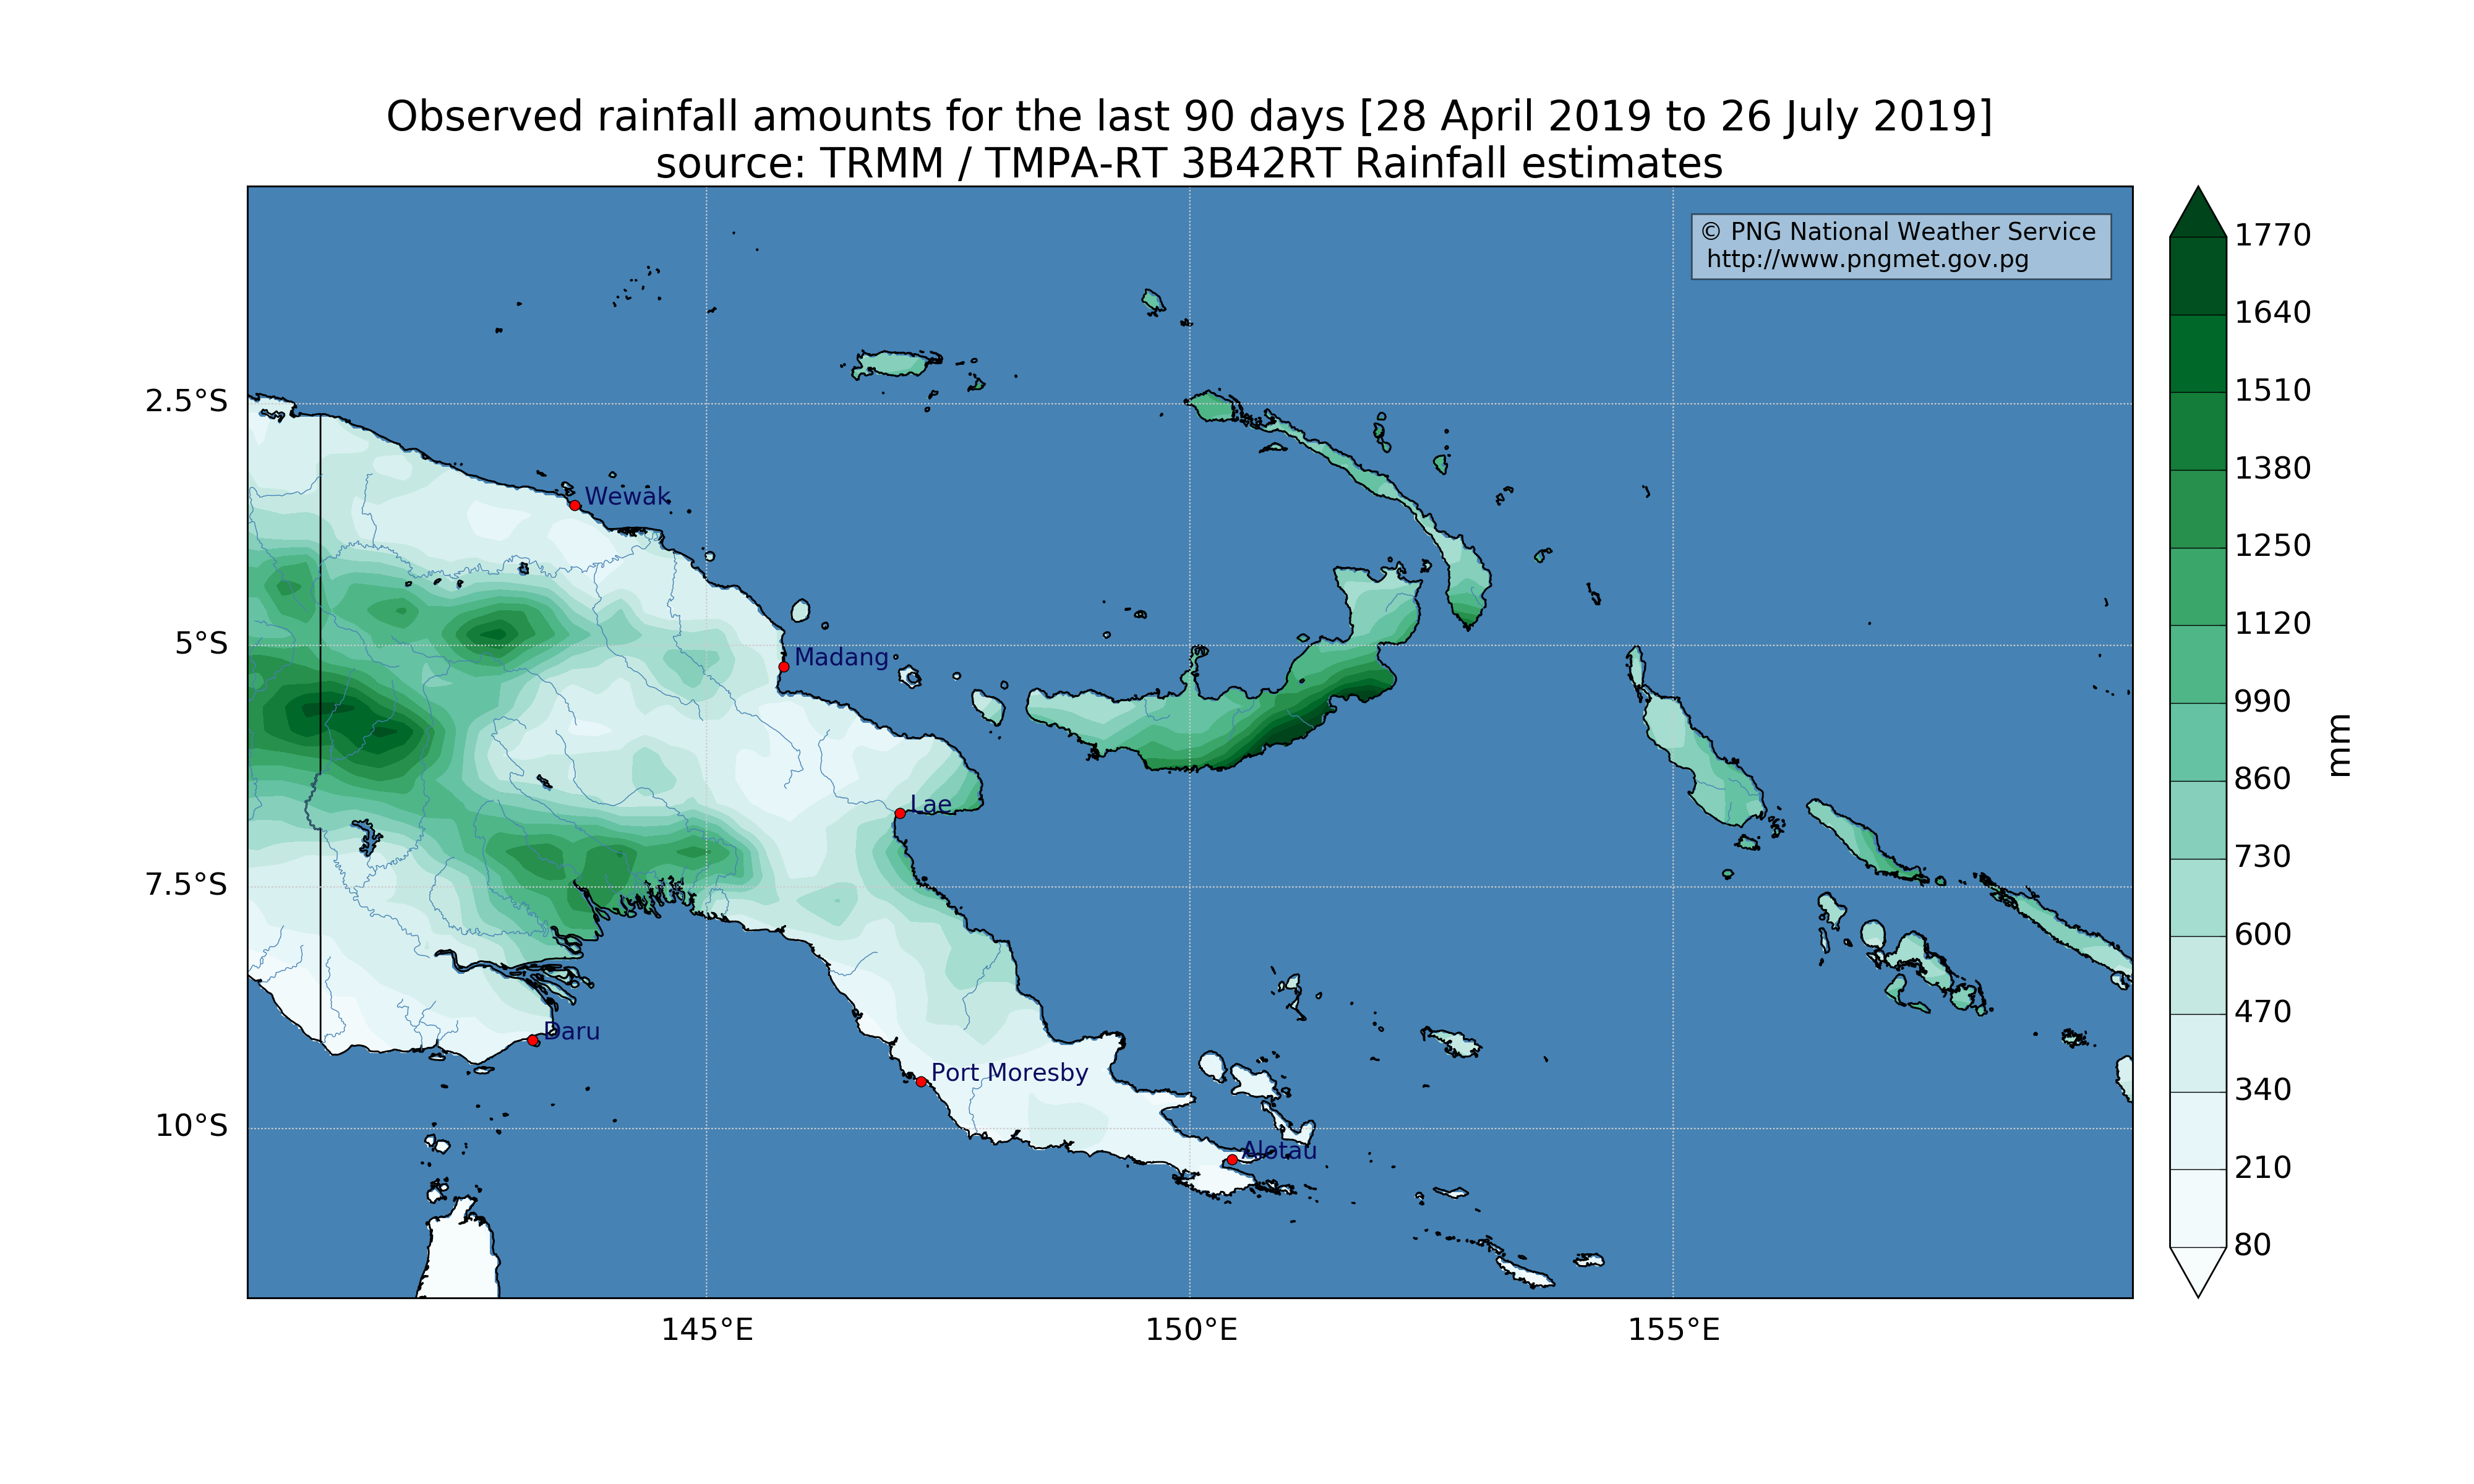 Observed rainfall amounts for the last 90 days [28 April 2019 to 26 July 2019]
source: TRMM / TMPA-RT 3B42RT Rainfall estimates
© PNG National Weather Service
http://www.pngmet.gov.pg
2.5°S
5°S
7.5°S
10°S
Wewak
Madang
Lae
Daru
Port Moresby
Alotau
145°E
150°E
155°E
1770
1640
1510
1380
1250
1120
990
860
730
600
470
340
210
80
mm